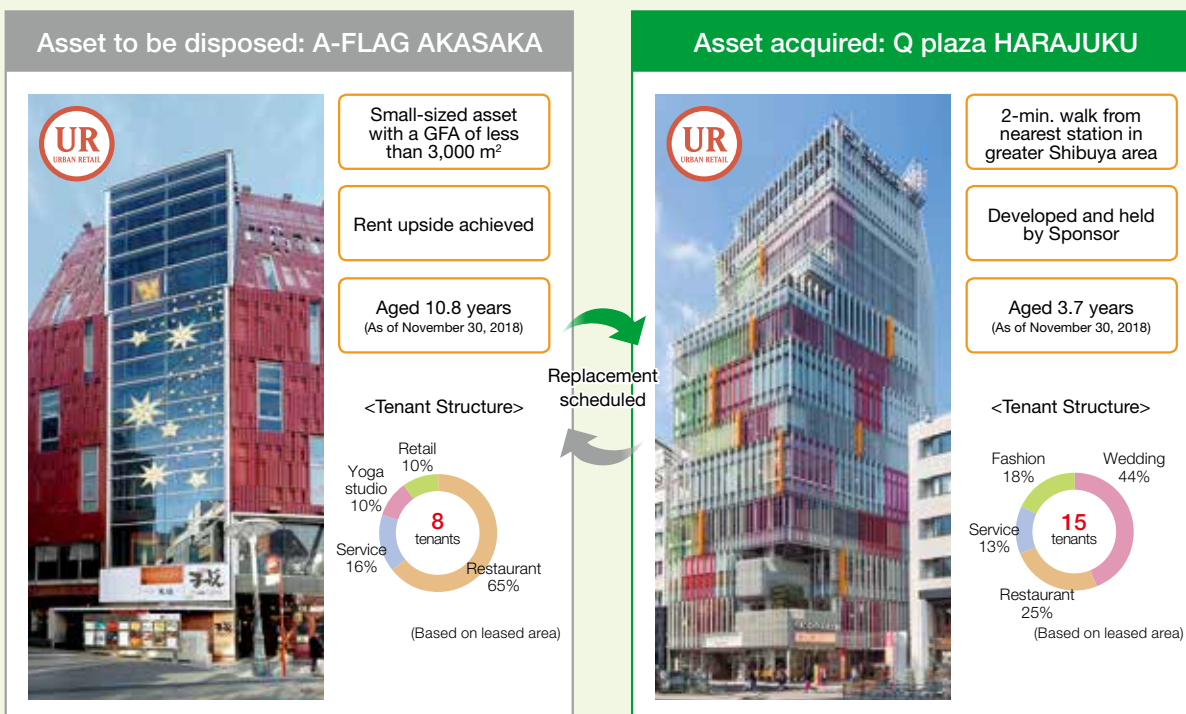 Asset to be disposed: A-FLAG AKASAKA
UR
URBAN RETAIL
Small-sized asset
with a GFA of less
than 3,000 m²
Rent upside achieved
Aged 10.8 years
(As of November 30, 2018)
<Tenant Structure>
Retail
10%
Yoga
studio
10%
Service
16%
Restaurant
65%
8
tenants
(Based on leased area)
Replacement
scheduled
Asset acquired: Q plaza HARAJUKU
UR
URBAN RETAIL
2-min. walk from
nearest station in
greater Shibuya area
Developed and held
by Sponsor
Aged 3.7 years
(As of November 30, 2018)
<Tenant Structure>
Fashion
18%
Wedding
44%
Service
13%
Restaurant
25%
15
tenants
(Based on leased area)